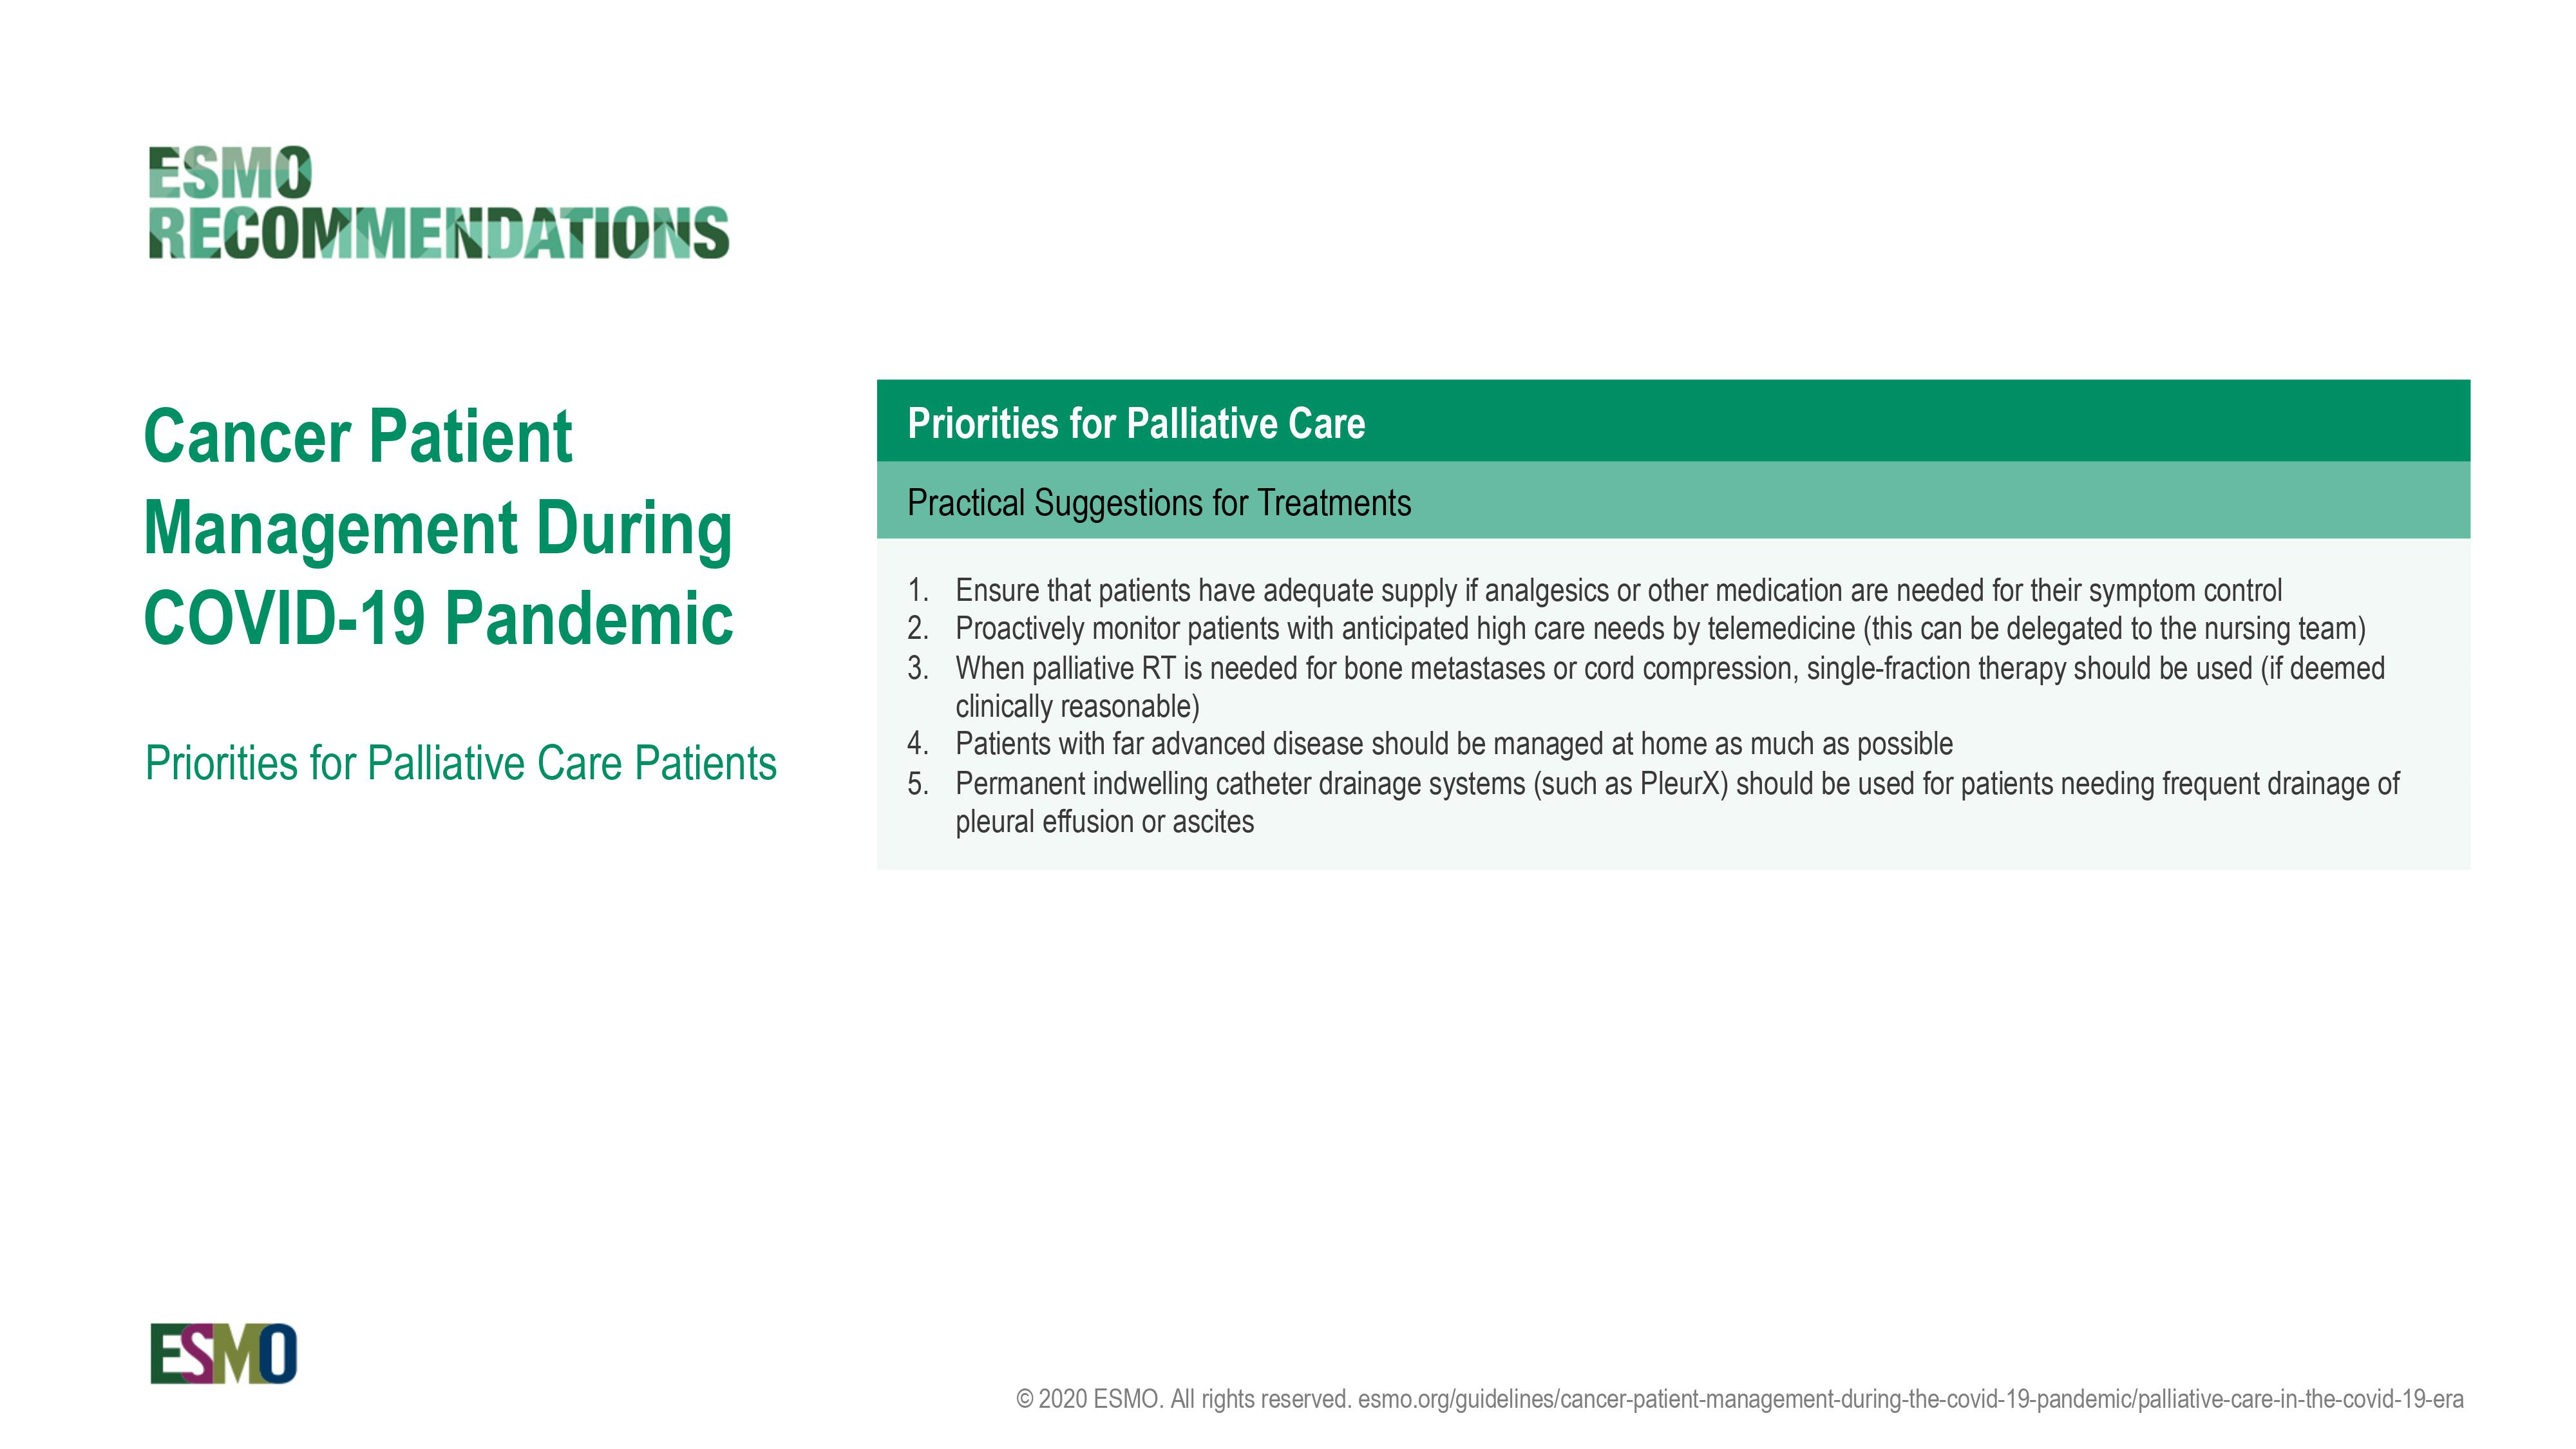 ESMO
RECOMMENDATIONS
Cancer Patient
Management During
COVID-19 Pandemic
Priorities for Palliative Care Patients
Priorities for Palliative Care
Practical Suggestions for Treatments
1. Ensure that patients have adequate supply if analgesics or other medication are needed for their symptom control
2. Proactively monitor patients with anticipated high care needs by telemedicine (this can be delegated to the nursing team)
3. When palliative RT is needed for bone metastases or cord compression, single-fraction therapy should be used (if deemed
clinically reasonable)
4. Patients with far advanced disease should be managed at home as much as possible
5. Permanent indwelling catheter drainage systems (such as PleurX) should be used for patients needing frequent drainage of
pleural effusion or ascites
ESMO
© 2020 ESMO. All rights reserved. esmo.org/guidelines/cancer-patient-management-during-the-covid-19-pandemic/palliative-care-in-the-covid-19-era